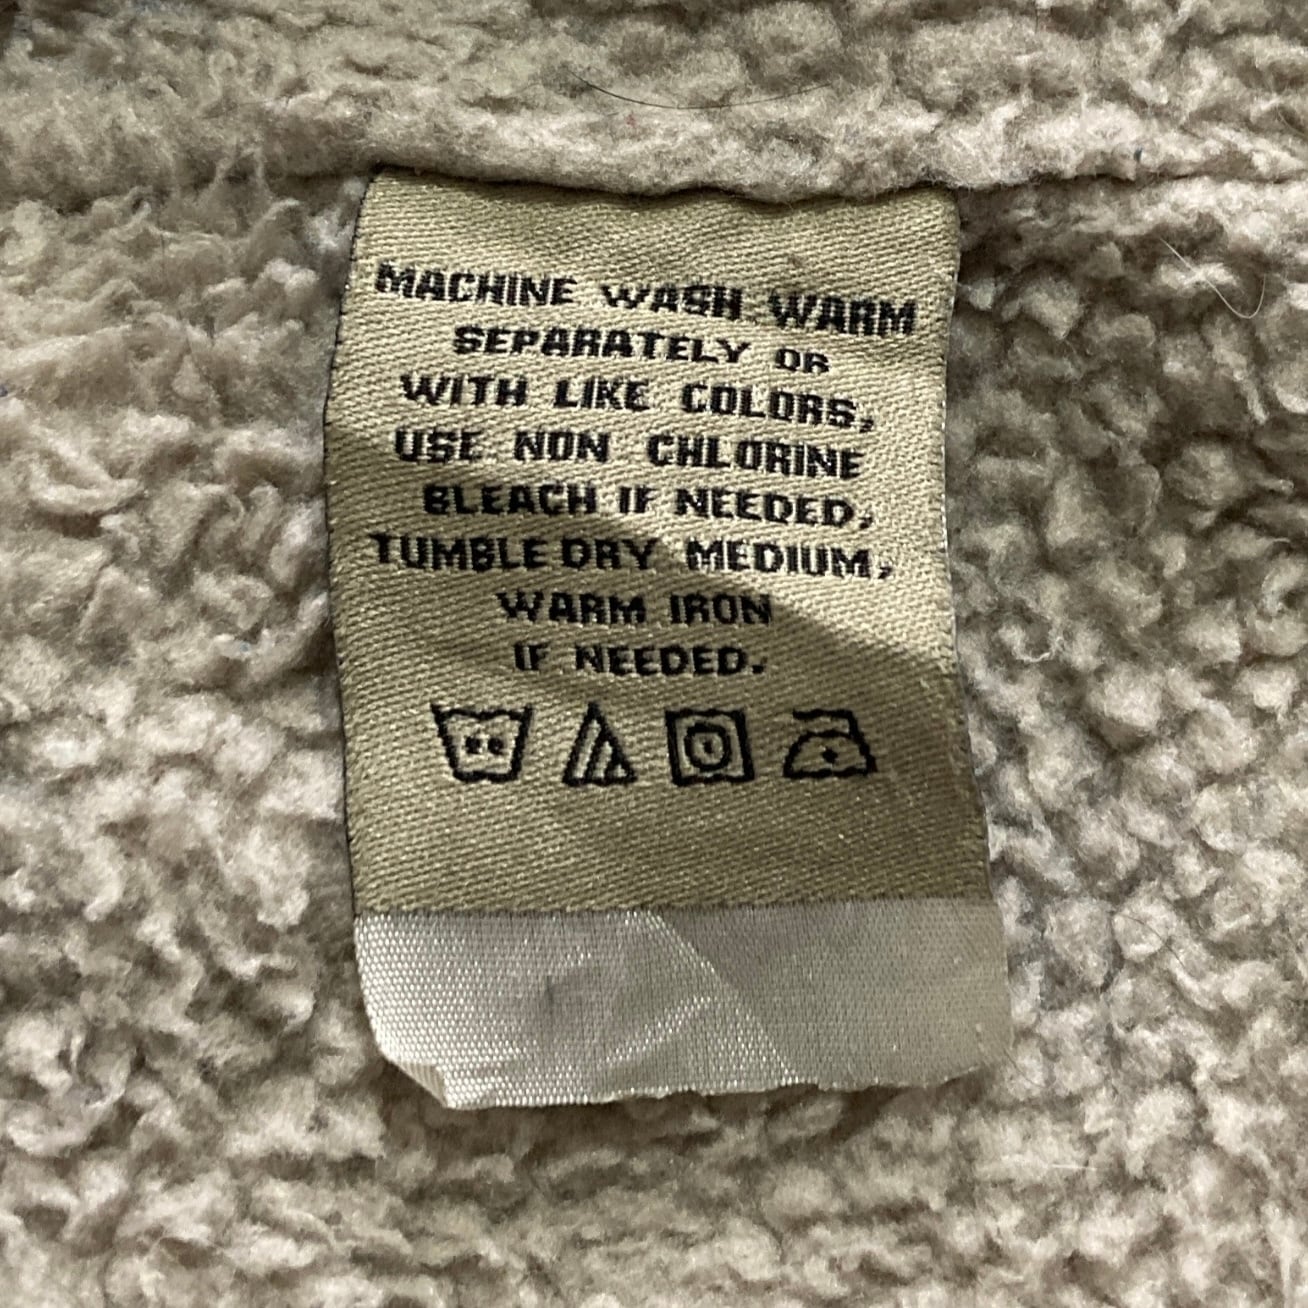 MACHINE WASH WARM
SEPARATELY OR
WITH LIKE COLORS,
USE NON CHLORINE
BLEACH IF NEEDED,
TUMBLE DRY MEDIUM,
WARM IRON
IF NEEDED.